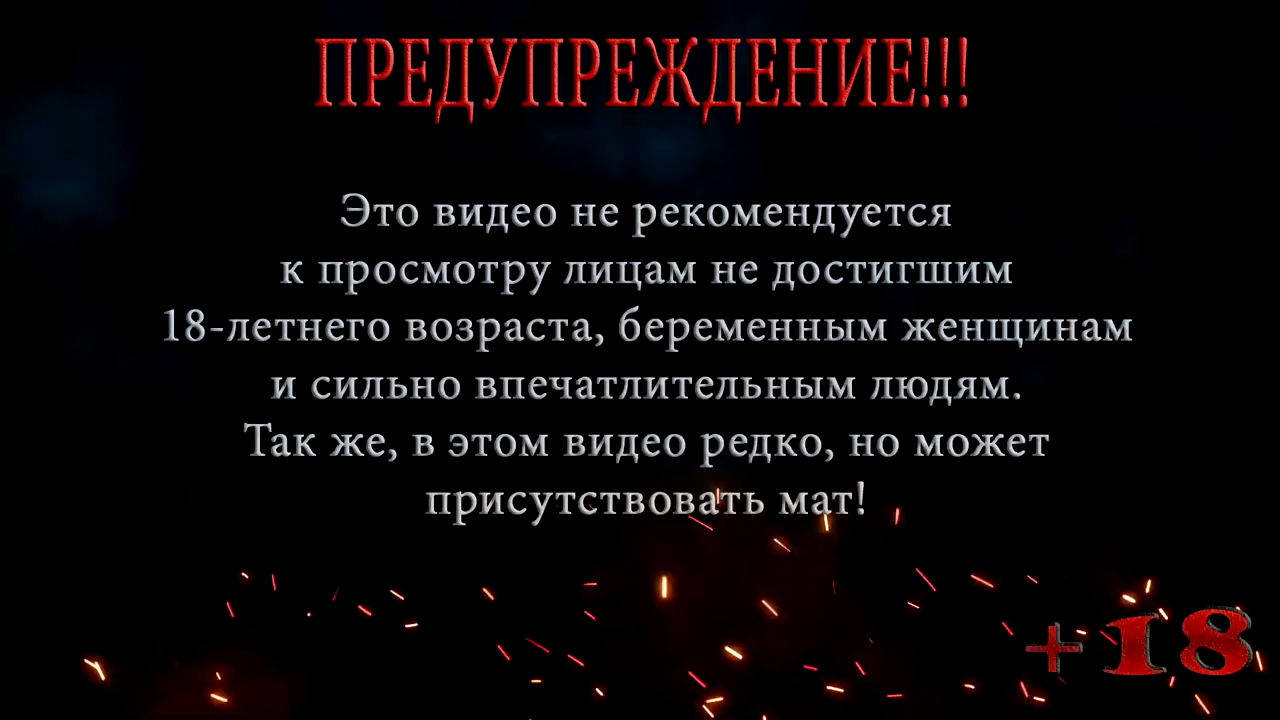 ПРЕДУПРЕЖДЕНИЕ!!!
Это видео не рекомендуется
к просмотру лицам не достигшим
18-летнего возраста, беременным женщинам
и сильно впечатлительным людям.
Так же, в этом видео редко, но может
присутствовать мат!
+18